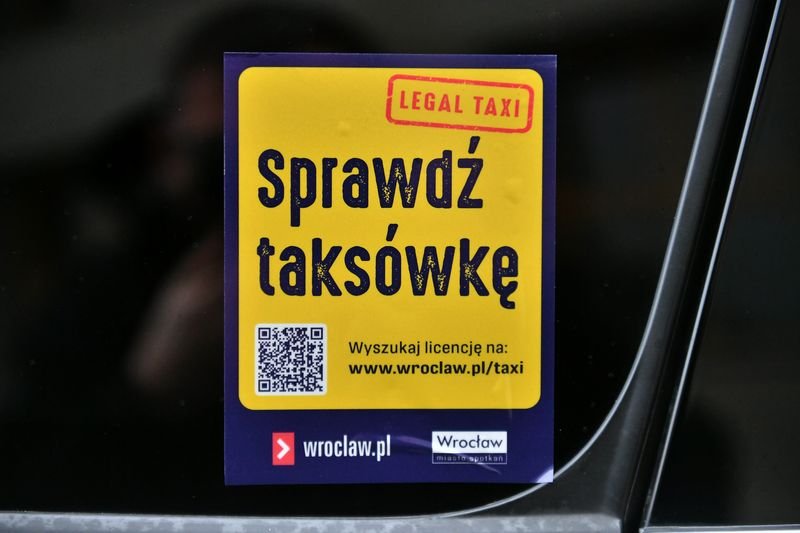 LEGAL TAXI
Sprawdź
taksówkę
Wyszukaj licencję na:
www.wroclaw.pl/taxi
wroclaw.pl
Wrocław
miasto spotkań